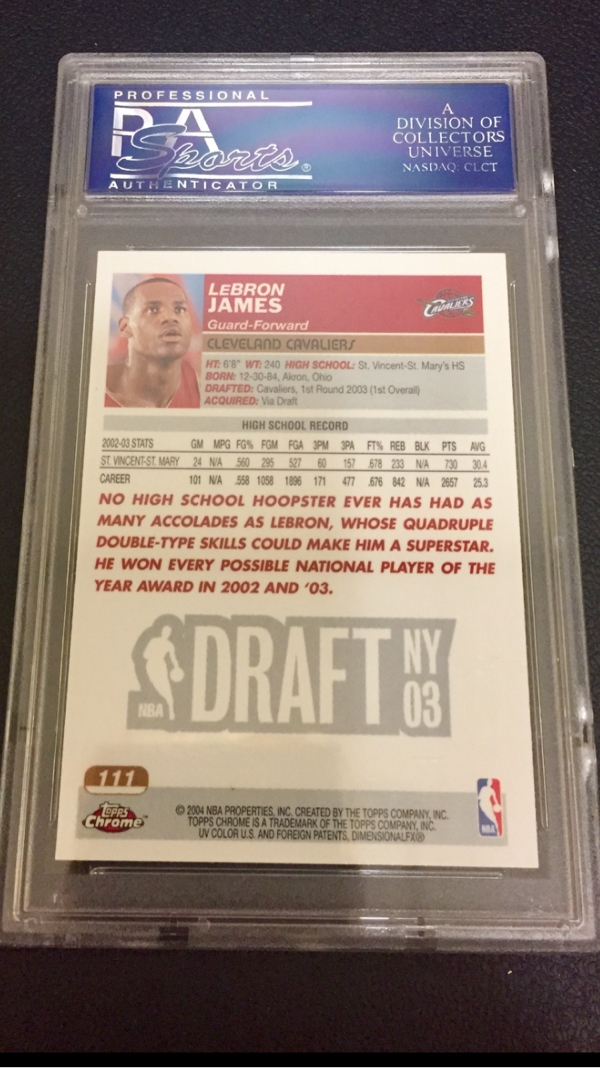 PROFESSIONAL
PSA
Sports®
AUTHENTICATOR
A
DIVISION OF
COLLECTORS
UNIVERSE
NASDAQ: CLCT
LEBRON
JAMES
Guard-Forward
CAVALIERS
CLEVELAND CAVALIERS
HT: 6'8" WT: 240 HIGH SCHOOL: St. Vincent-St. Mary's HS
BORN: 12-30-84, Akron, Ohio
DRAFTED: Cavaliers, 1st Round 2003 (1st Overall)
ACQUIRED: Via Draft
HIGH SCHOOL RECORD
2002-03 STATS GM MPG FG% FGM FGA 3PM 3PA FT% REB BLK PTS AVG
ST. VINCENT-ST. MARY 24 N/A .560 295 527 60 157 .678 233 N/A 730 30.4
CAREER 101 N/A .558 1058 1896 171 477 .676 842 N/A 2657 25.3
NO HIGH SCHOOL HOOPSTER EVER HAS HAD AS
MANY ACCOLADES AS LEBRON, WHOSE QUADRUPLE
DOUBLE-TYPE SKILLS COULD MAKE HIM A SUPERSTAR.
HE WON EVERY POSSIBLE NATIONAL PLAYER OF THE
YEAR AWARD IN 2002 AND '03.
NBA DRAFT NY
03
111
Topps
Chrome™
© 2004 NBA PROPERTIES, INC. CREATED BY THE TOPPS COMPANY, INC.
TOPPS CHROME IS A TRADEMARK OF THE TOPPS COMPANY, INC.
UV COLOR U.S. AND FOREIGN PATENTS, DIMENSIONALFX®
NBA